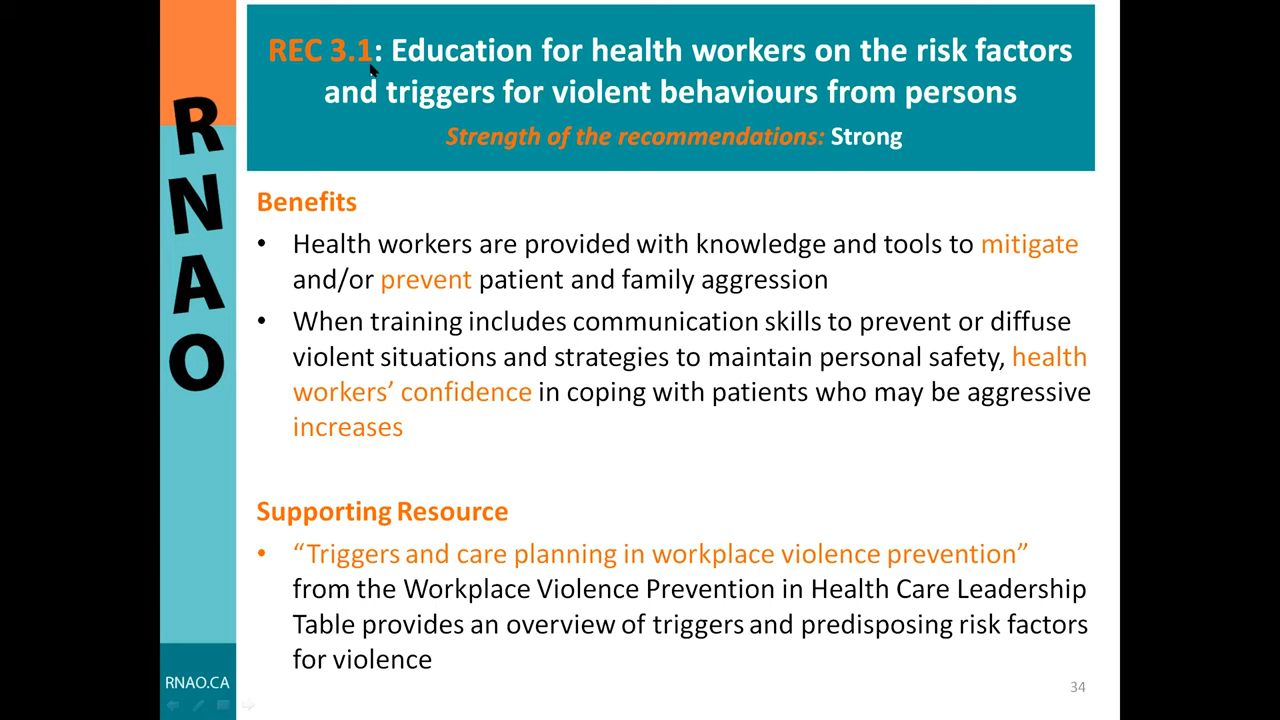 REC 3.1: Education for health workers on the risk factors
and triggers for violent behaviours from persons
Strength of the recommendations: Strong
RNAO
Benefits
• Health workers are provided with knowledge and tools to mitigate
and/or prevent patient and family aggression
• When training includes communication skills to prevent or diffuse
violent situations and strategies to maintain personal safety, health
workers’ confidence in coping with patients who may be aggressive
increases
Supporting Resource
• “Triggers and care planning in workplace violence prevention”
from the Workplace Violence Prevention in Health Care Leadership
Table provides an overview of triggers and predisposing risk factors
for violence
RNAO.CA
34